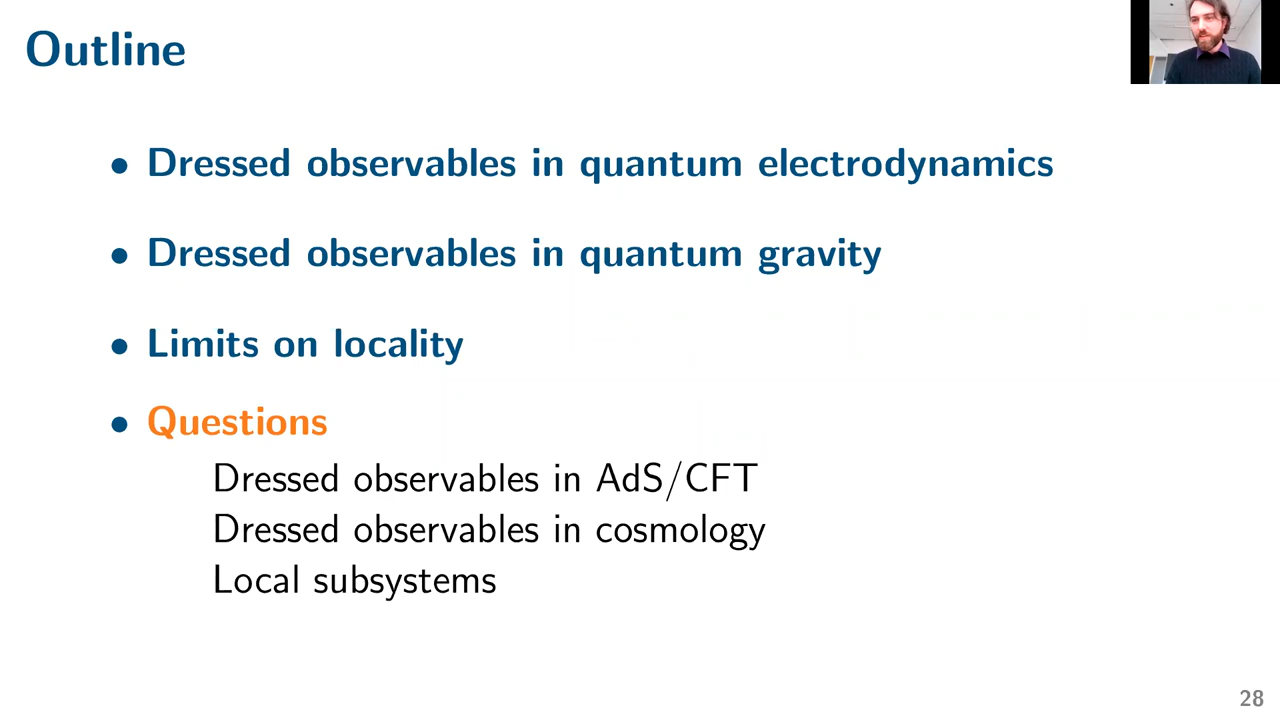 Outline
• Dressed observables in quantum electrodynamics
• Dressed observables in quantum gravity
• Limits on locality
• Questions
Dressed observables in AdS/CFT
Dressed observables in cosmology
Local subsystems
28